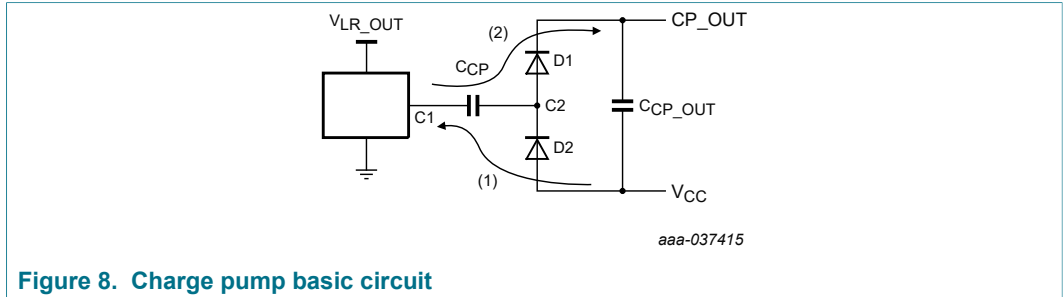 VLR_OUT
(2)
CP_OUT
D1
CCP
C1
C2
CCP_OUT
D2
(1)
VCC
aaa-037415
Figure 8. Charge pump basic circuit